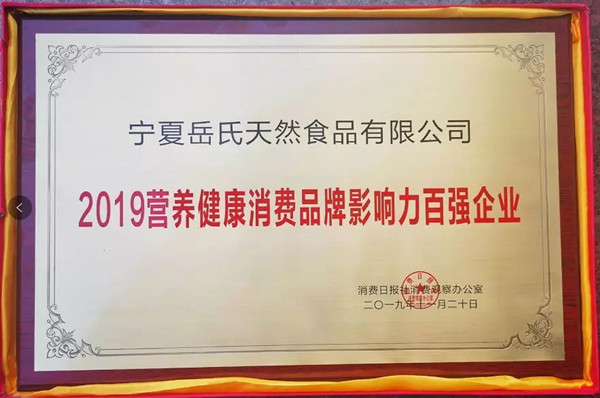 宁夏岳氏天然食品有限公司
2019营养健康消费品牌影响力百强企业
消费日报社消费观察办公室
二〇一九年十一月二十日